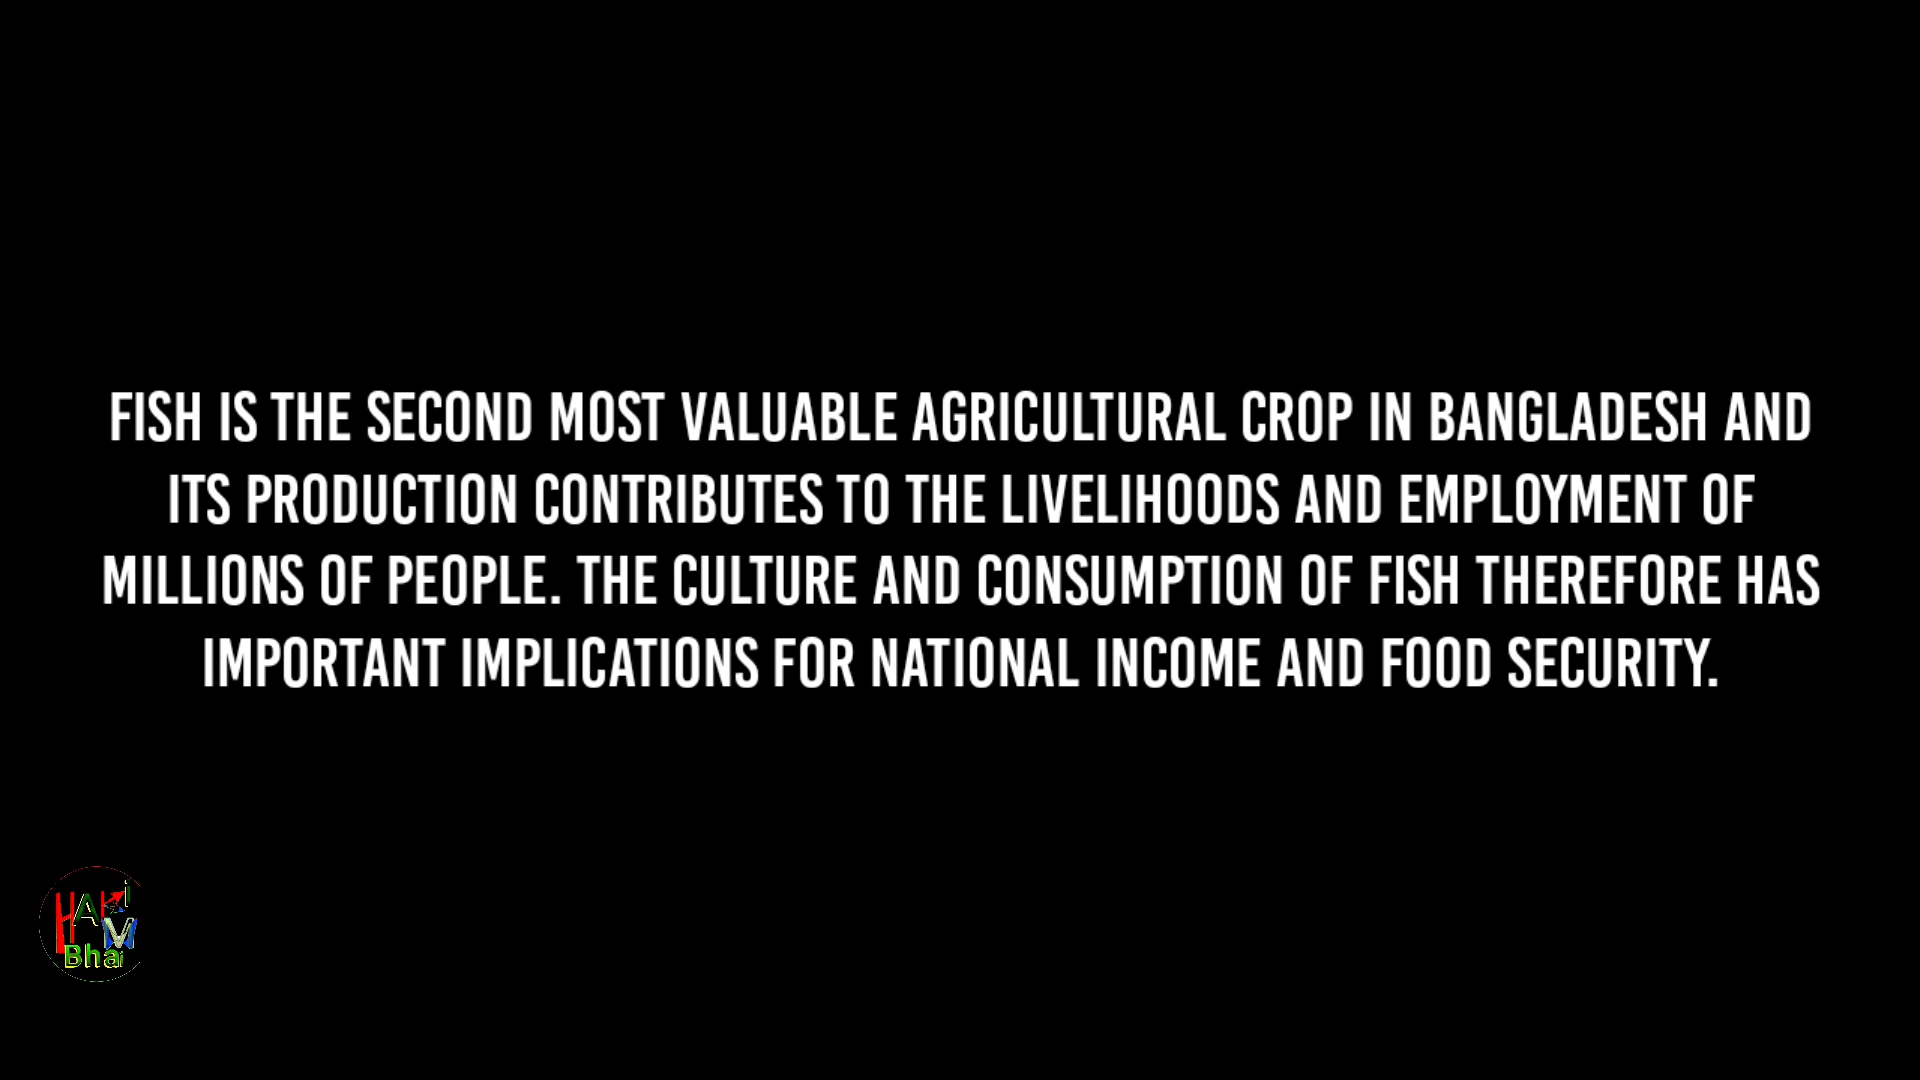 FISH IS THE SECOND MOST VALUABLE AGRICULTURAL CROP IN BANGLADESH AND
ITS PRODUCTION CONTRIBUTES TO THE LIVELIHOODS AND EMPLOYMENT OF
MILLIONS OF PEOPLE. THE CULTURE AND CONSUMPTION OF FISH THEREFORE HAS
IMPORTANT IMPLICATIONS FOR NATIONAL INCOME AND FOOD SECURITY.
HAKiM
Bhai